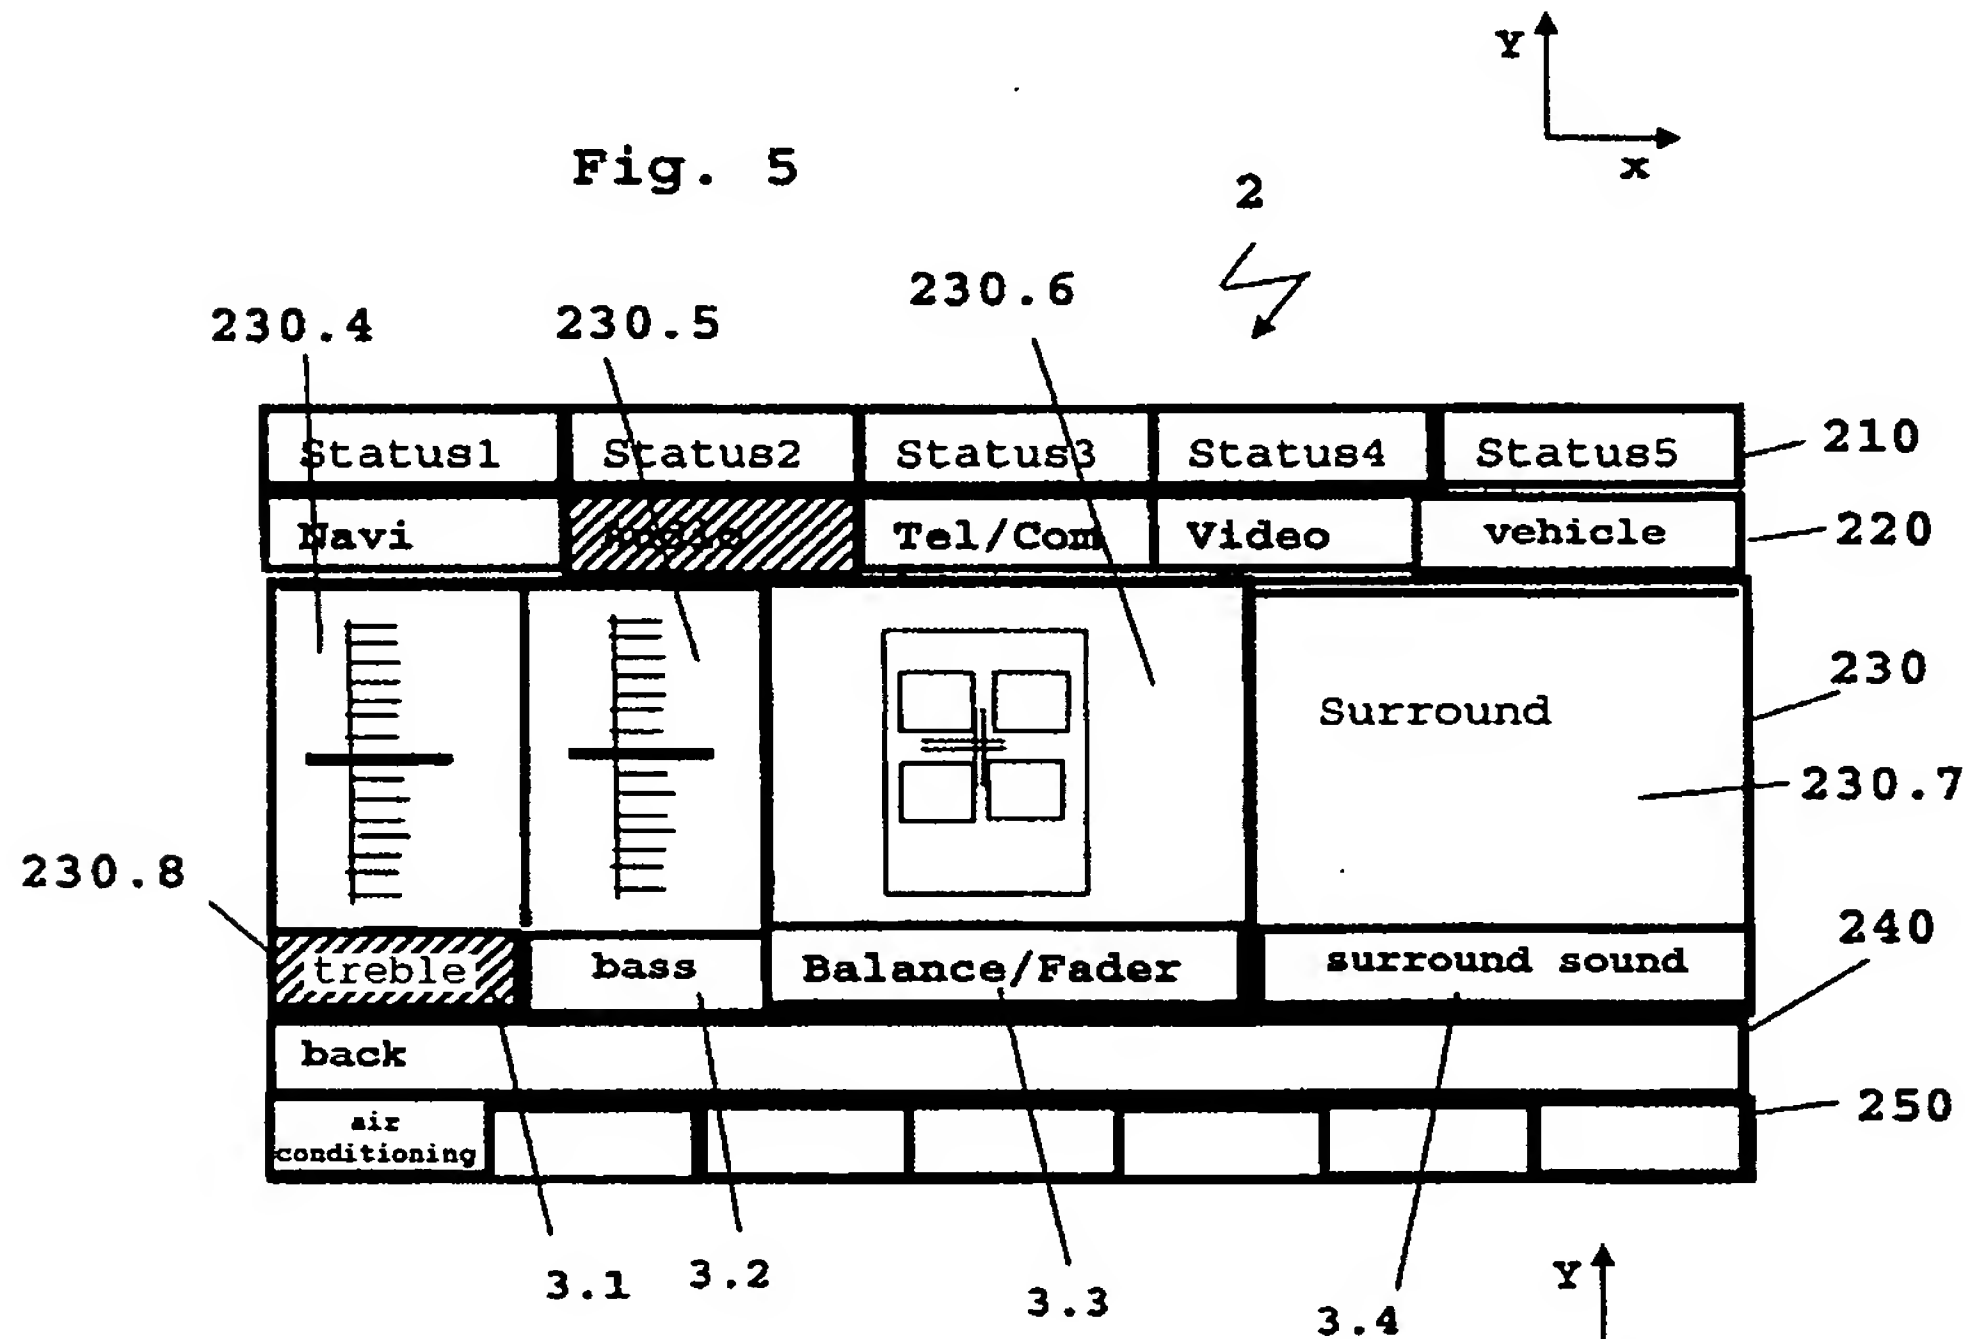 Y
x
Fig. 5
2
230.4 230.5 230.6
Status1 Status2 Status3 Status4 Status5 210
Navi Audio Tel/Com Video vehicle 220
230
Surround
230.7
230.8
treble bass Balance/Fader surround sound 240
back
air
conditioning 250
3.1 3.2 3.3 3.4
Y